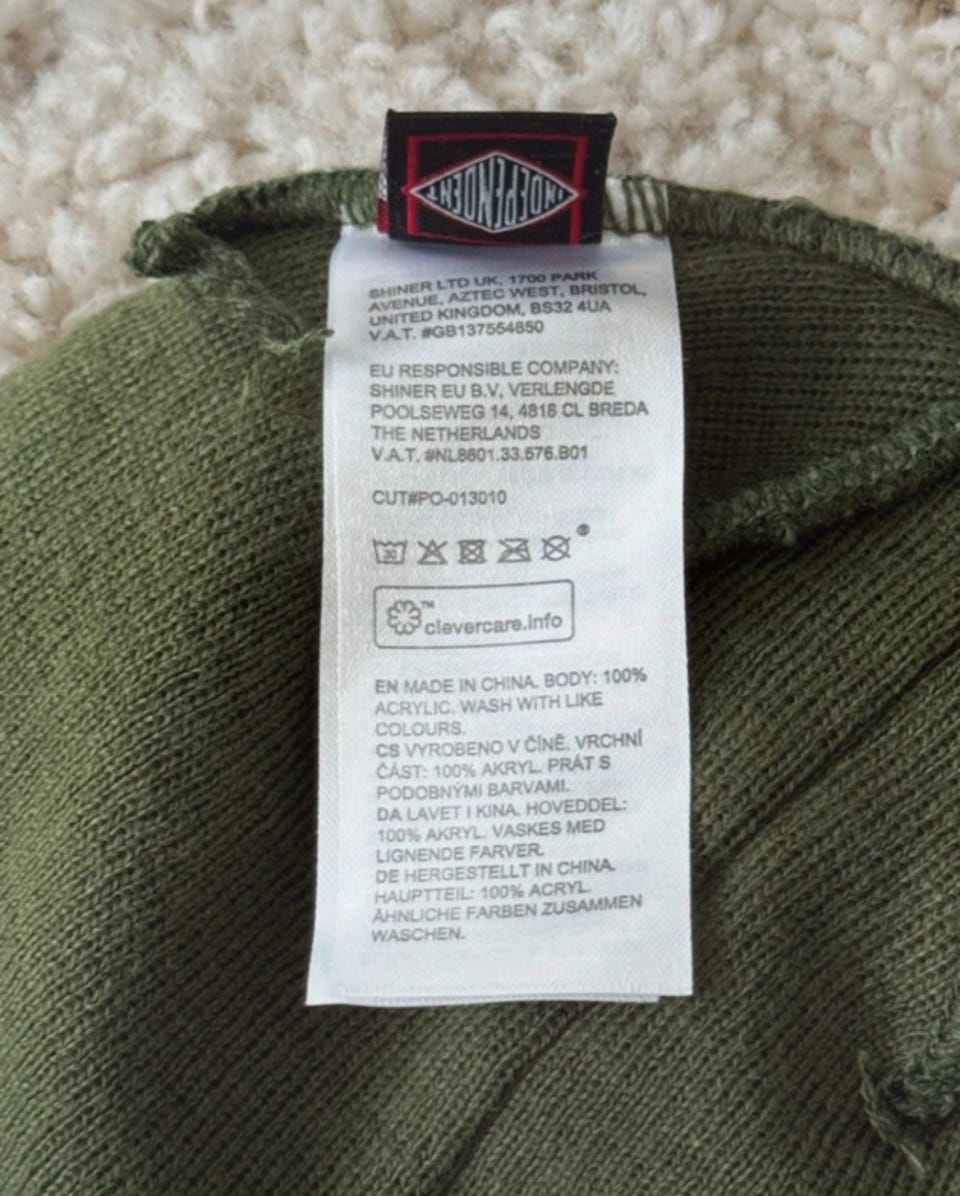 INDEPENDENT
SHINER LTD UK, 1700 PARK
AVENUE, AZTEC WEST, BRISTOL,
UNITED KINGDOM, BS32 4UA
V.A.T. #GB137554850
EU RESPONSIBLE COMPANY:
SHINER EU B.V, VERLENGDE
POOLSEWEG 14, 4818 CL BREDA
THE NETHERLANDS
V.A.T. #NL8601.33.576.B01
CUT#PO-013010
30
®
™
clevercare.info
EN MADE IN CHINA. BODY: 100%
ACRYLIC. WASH WITH LIKE
COLOURS.
CS VYROBENO V ČÍNĚ. VRCHNÍ
ČÁST: 100% AKRYL. PRÁT S
PODOBNÝMI BARVAMI.
DA LAVET I KINA. HOVEDDEL:
100% AKRYL. VASKES MED
LIGNENDE FARVER.
DE HERGESTELLT IN CHINA.
HAUPTTEIL: 100% ACRYL.
ÄHNLICHE FARBEN ZUSAMMEN
WASCHEN.